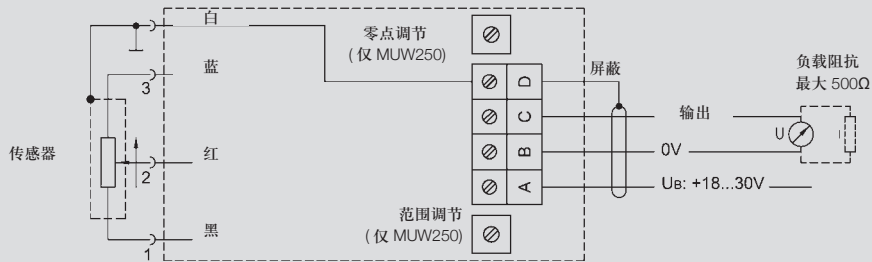 白
零点调节
(仅 MUW250)
蓝
3
屏蔽
负载阻抗
最大 500Ω
D
C
输出
U
I
传感器
红
2
B
0V
A
UB: +18...30V
范围调节
(仅 MUW250)
黑
1